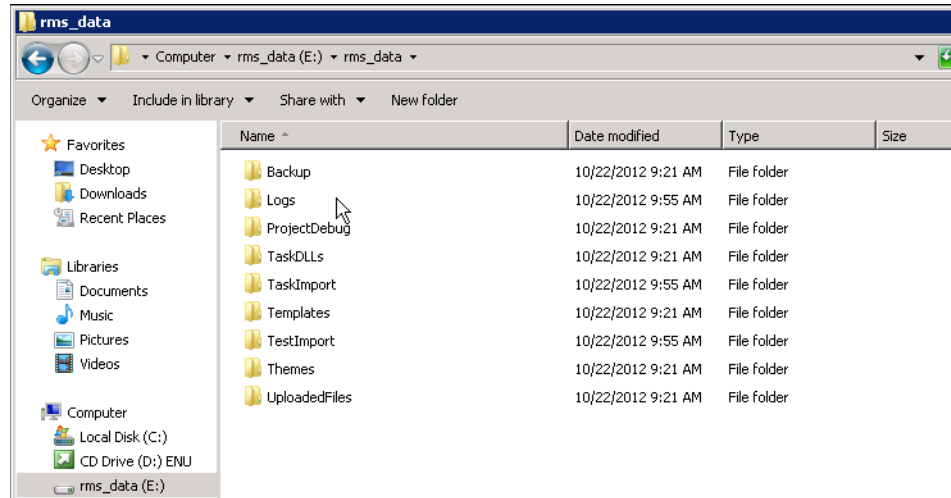 rms_data
Computer rms_data (E:) rms_data
Organize Include in library Share with New folder
Name Date modified Type Size
Favorites
Desktop
Downloads
Recent Places
Libraries
Documents
Music
Pictures
Videos
Computer
Local Disk (C:)
CD Drive (D:) ENU
rms_data (E:)
Backup 10/22/2012 9:21 AM File folder
Logs 10/22/2012 9:55 AM File folder
ProjectDebug 10/22/2012 9:21 AM File folder
TaskDLLs 10/22/2012 9:21 AM File folder
TaskImport 10/22/2012 9:55 AM File folder
Templates 10/22/2012 9:21 AM File folder
TestImport 10/22/2012 9:55 AM File folder
Themes 10/22/2012 9:21 AM File folder
UploadedFiles 10/22/2012 9:21 AM File folder